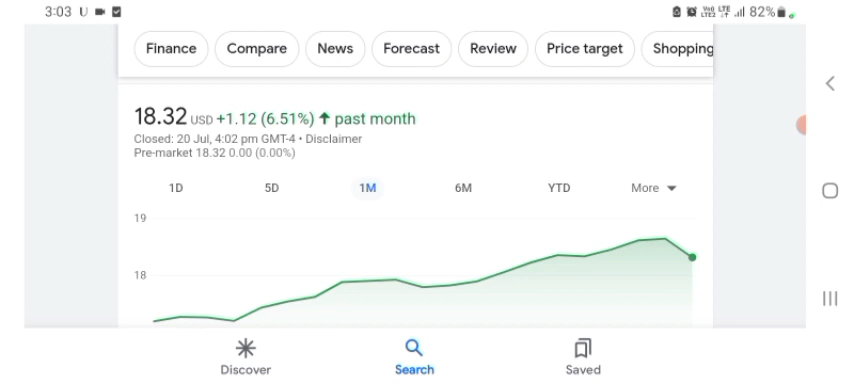 3:03 U 82%
Finance Compare News Forecast Review Price target Shopping
18.32 USD +1.12 (6.51%) ↑ past month
Closed: 20 Jul, 4:02 pm GMT-4 • Disclaimer
Pre-market 18.32 0.00 (0.00%)
1D 5D 1M 6M YTD More
19
18
Discover Search Saved